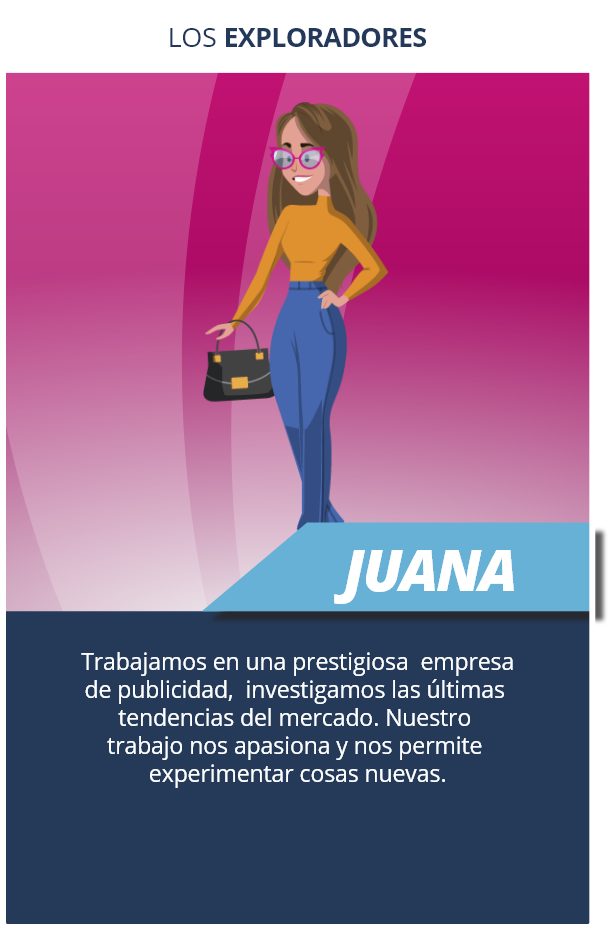 LOS EXPLORADORES
JUANA
Trabajamos en una prestigiosa empresa
de publicidad, investigamos las últimas
tendencias del mercado. Nuestro
trabajo nos apasiona y nos permite
experimentar cosas nuevas.